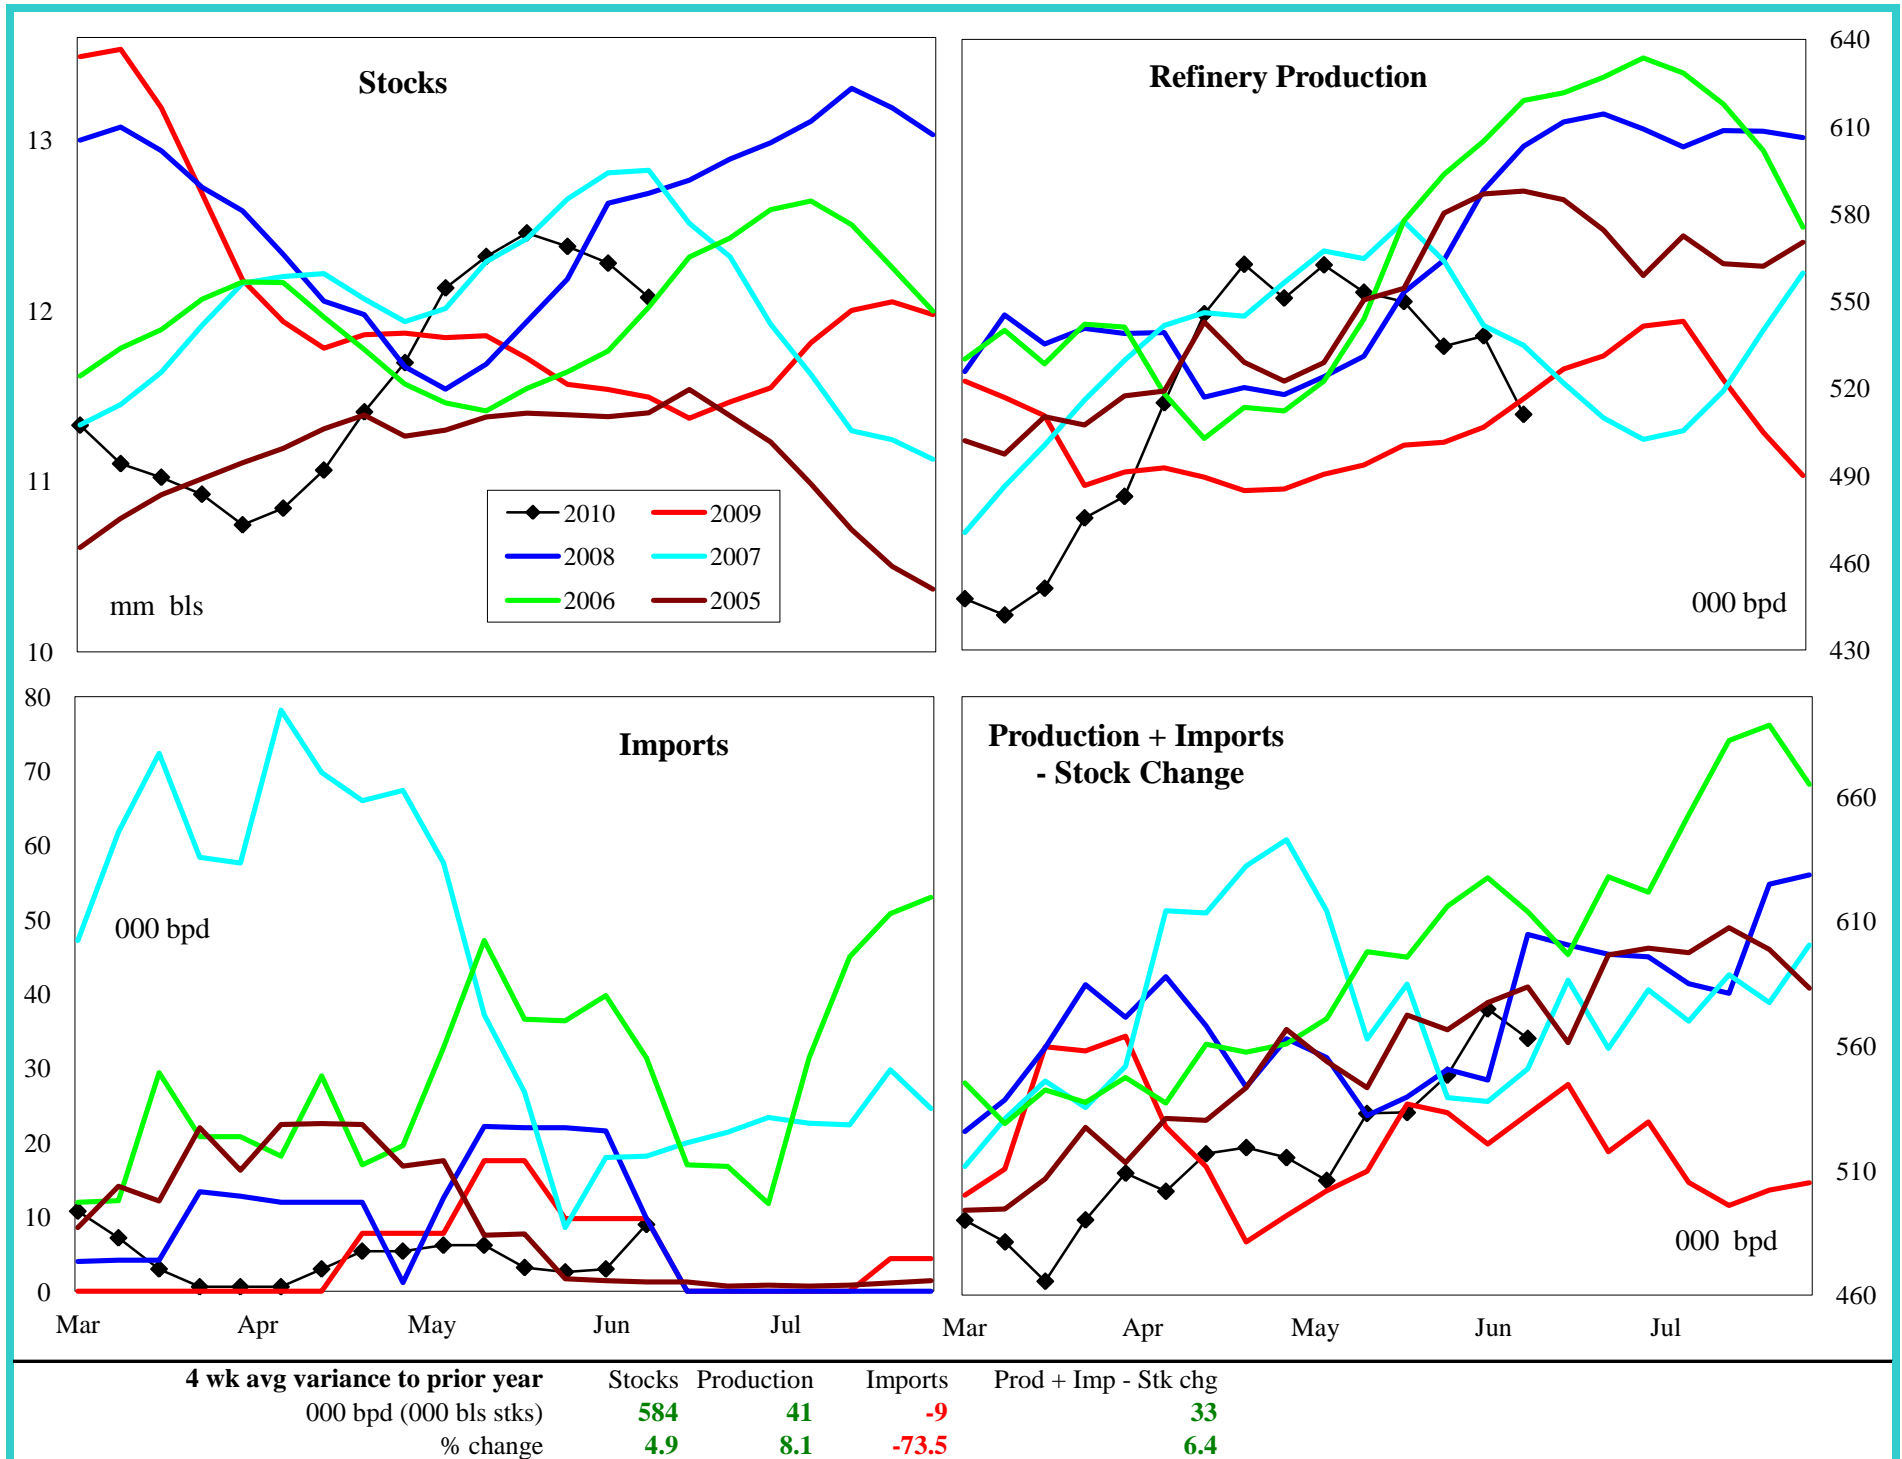 Stocks
13
12
11
10
mm bls
2010 2009
2008 2007
2006 2005
Refinery Production
640
610
580
550
520
490
460
430
000 bpd
Imports
80
70
60
50
40
30
20
10
0
000 bpd
Mar Apr May Jun Jul
Production + Imports
- Stock Change
660
610
560
510
460
000 bpd
Mar Apr May Jun Jul
4 wk avg variance to prior year Stocks Production Imports Prod + Imp - Stk chg
000 bpd (000 bls stks) 584 41 -9 33
% change 4.9 8.1 -73.5 6.4